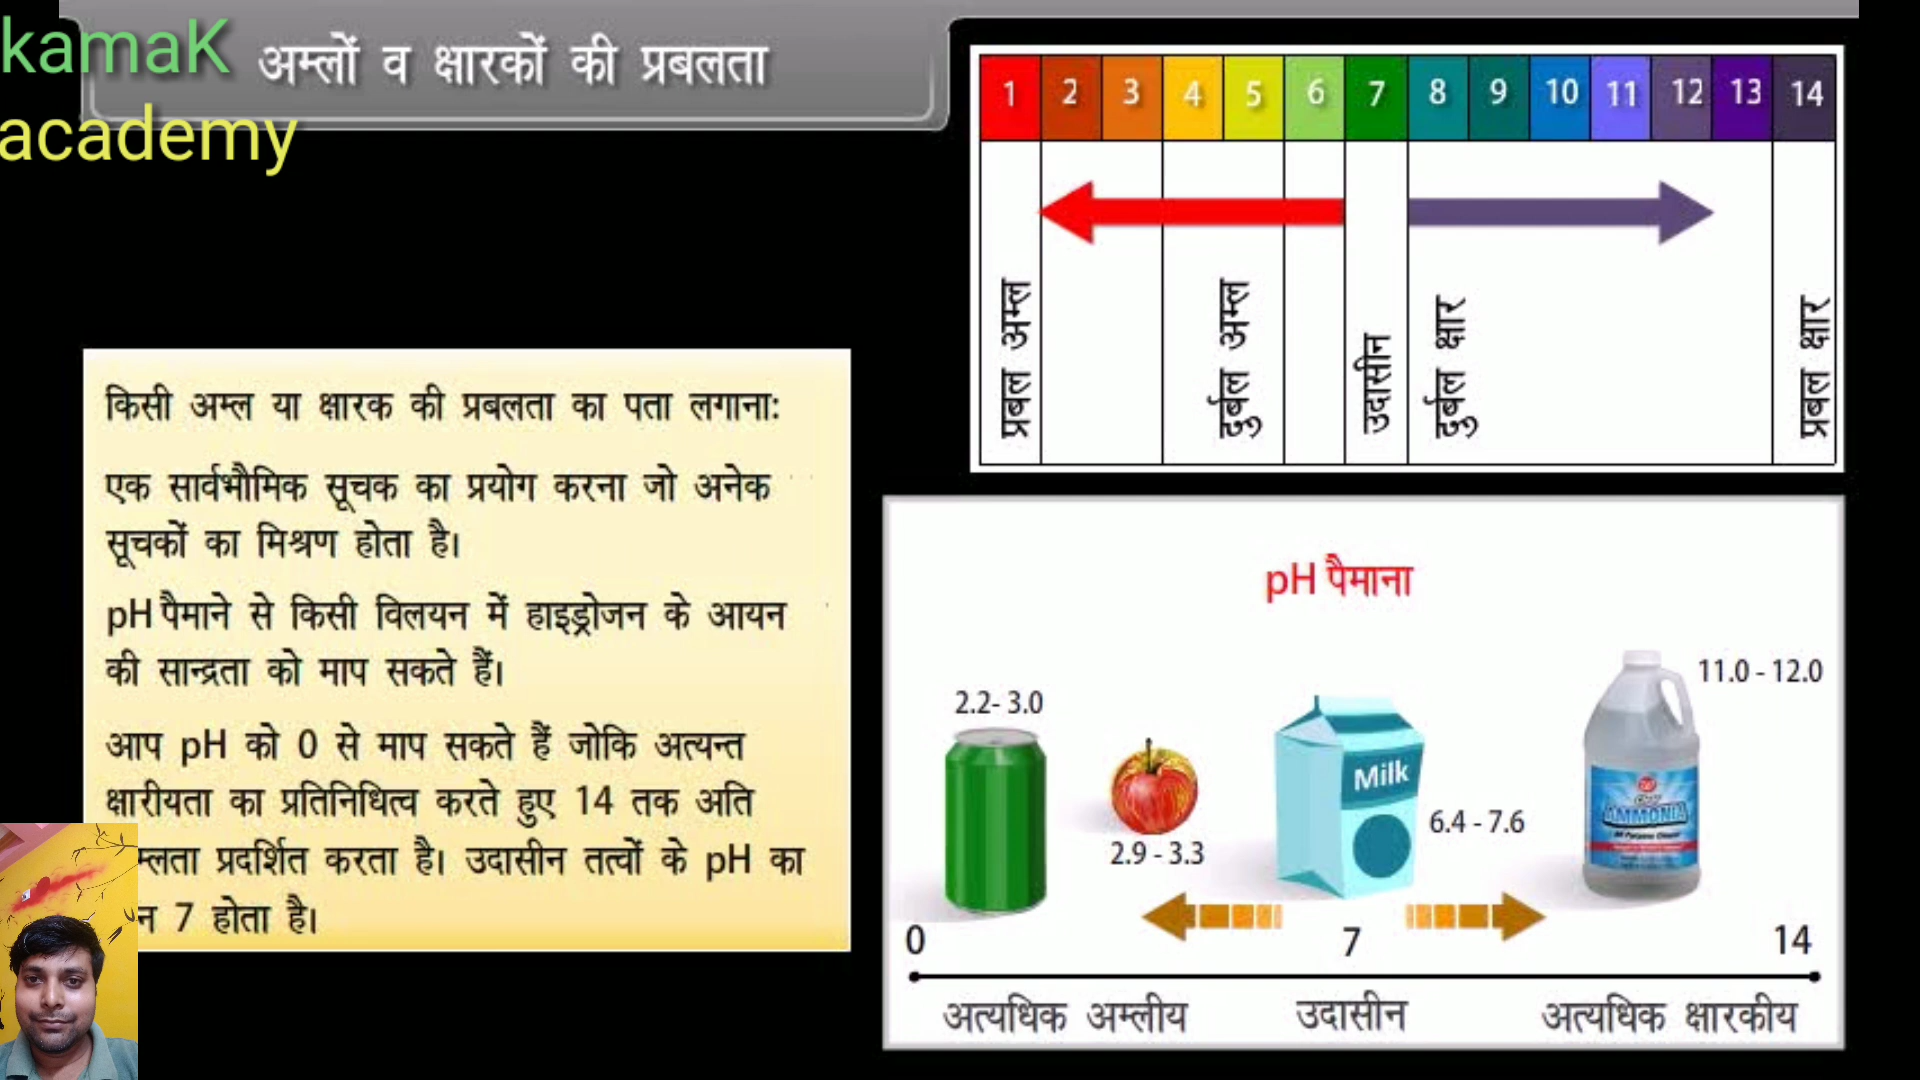 kamaK
academy
अम्लों व क्षारकों की प्रबलता
1 2 3 4 5 6 7 8 9 10 11 12 13 14
प्रबल अम्ल
दुर्बल अम्ल
उदासीन
दुर्बल क्षार
प्रबल क्षार
किसी अम्ल या क्षारक की प्रबलता का पता लगानाः
एक सार्वभौमिक सूचक का प्रयोग करना जो अनेक
सूचकों का मिश्रण होता है।
pH पैमाने से किसी विलयन में हाइड्रोजन के आयन
की सान्द्रता को माप सकते हैं।
आप pH को 0 से माप सकते हैं जोकि अत्यन्त
क्षारीयता का प्रतिनिधित्व करते हुए 14 तक अति
म्लता प्रदर्शित करता है। उदासीन तत्वों के pH का
न 7 होता है।
pH पैमाना
2.2- 3.0
2.9 - 3.3
Milk
6.4 - 7.6
11.0 - 12.0
AMMONIA
0 7 14
अत्यधिक अम्लीय उदासीन अत्यधिक क्षारकीय